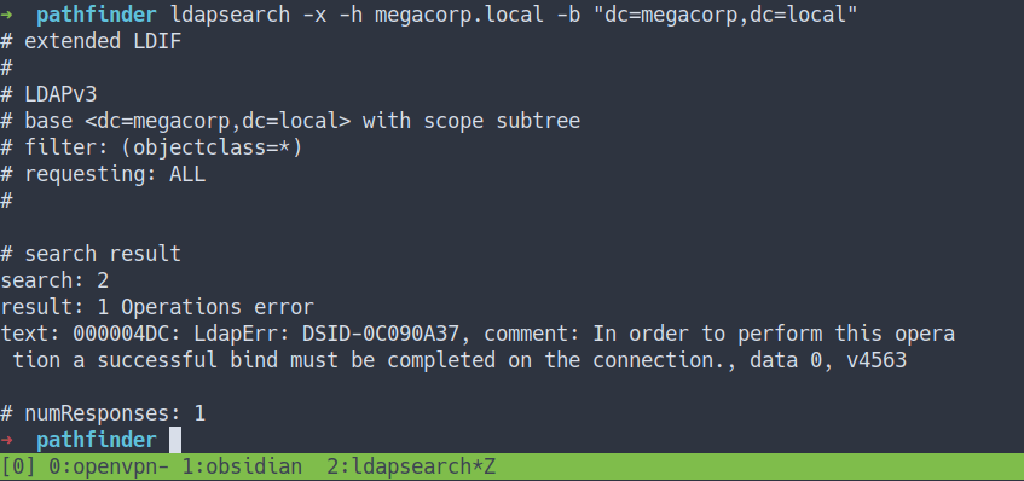 → pathfinder ldapsearch -x -h megacorp.local -b "dc=megacorp,dc=local"
# extended LDIF
#
# LDAPv3
# base <dc=megacorp,dc=local> with scope subtree
# filter: (objectclass=*)
# requesting: ALL
#
# search result
search: 2
result: 1 Operations error
text: 000004DC: LdapErr: DSID-0C090A37, comment: In order to perform this opera
tion a successful bind must be completed on the connection., data 0, v4563
# numResponses: 1
→ pathfinder
[0] 0:openvpn- 1:obsidian 2:ldapsearch*Z